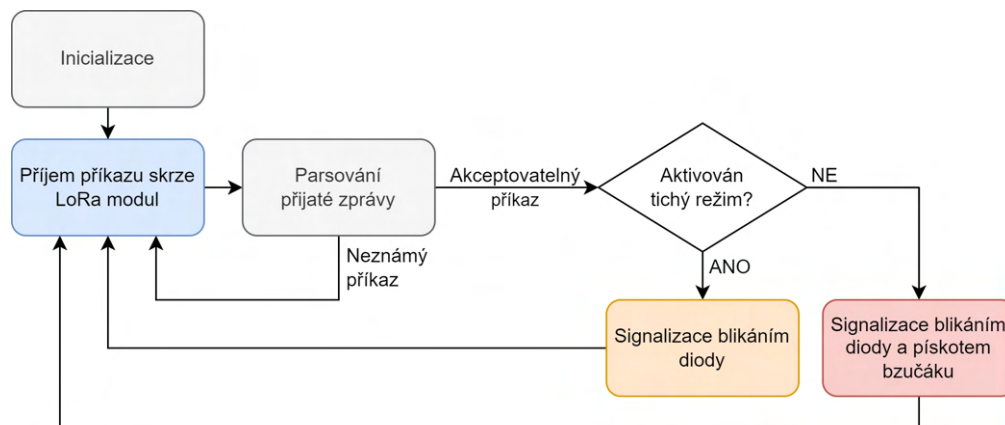 Inicializace
Příjem příkazu skrze
LoRa modul
Parsování
přijaté zprávy
Akceptovatelný
příkaz
Aktivován
tichý režim?
NE
Neznámý
příkaz
ANO
Signalizace blikáním
diody
Signalizace blikáním
diody a pískotem
bzučáku